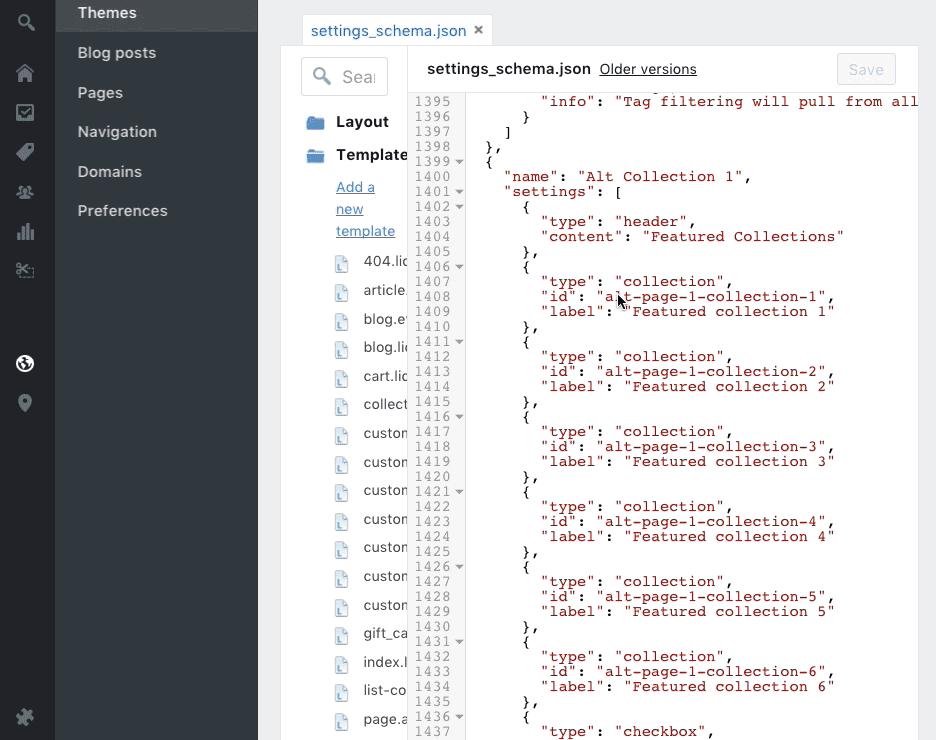 Themes
Blog posts
Pages
Navigation
Domains
Preferences
settings_schema.json ×
Sear
Layout
Template
Add a
new
template
404.lic
article.
blog.e
blog.lic
cart.lic
collect
custon
custon
custon
custon
custon
custon
custon
gift_ca
index.l
list-co
page.a
settings_schema.json Older versions Save
1395 "info": "Tag filtering will pull from all
1396 }
1397 ]
1398 },
1399 {
1400 "name": "Alt Collection 1",
1401 "settings": [
1402 {
1403 "type": "header",
1404 "content": "Featured Collections"
1405 },
1406 {
1407 "type": "collection",
1408 "id": "alt-page-1-collection-1",
1409 "label": "Featured collection 1"
1410 },
1411 {
1412 "type": "collection",
1413 "id": "alt-page-1-collection-2",
1414 "label": "Featured collection 2"
1415 },
1416 {
1417 "type": "collection",
1418 "id": "alt-page-1-collection-3",
1419 "label": "Featured collection 3"
1420 },
1421 {
1422 "type": "collection",
1423 "id": "alt-page-1-collection-4",
1424 "label": "Featured collection 4"
1425 },
1426 {
1427 "type": "collection",
1428 "id": "alt-page-1-collection-5",
1429 "label": "Featured collection 5"
1430 },
1431 {
1432 "type": "collection",
1433 "id": "alt-page-1-collection-6",
1434 "label": "Featured collection 6"
1435 },
1436 {
1437 "type": "checkbox",